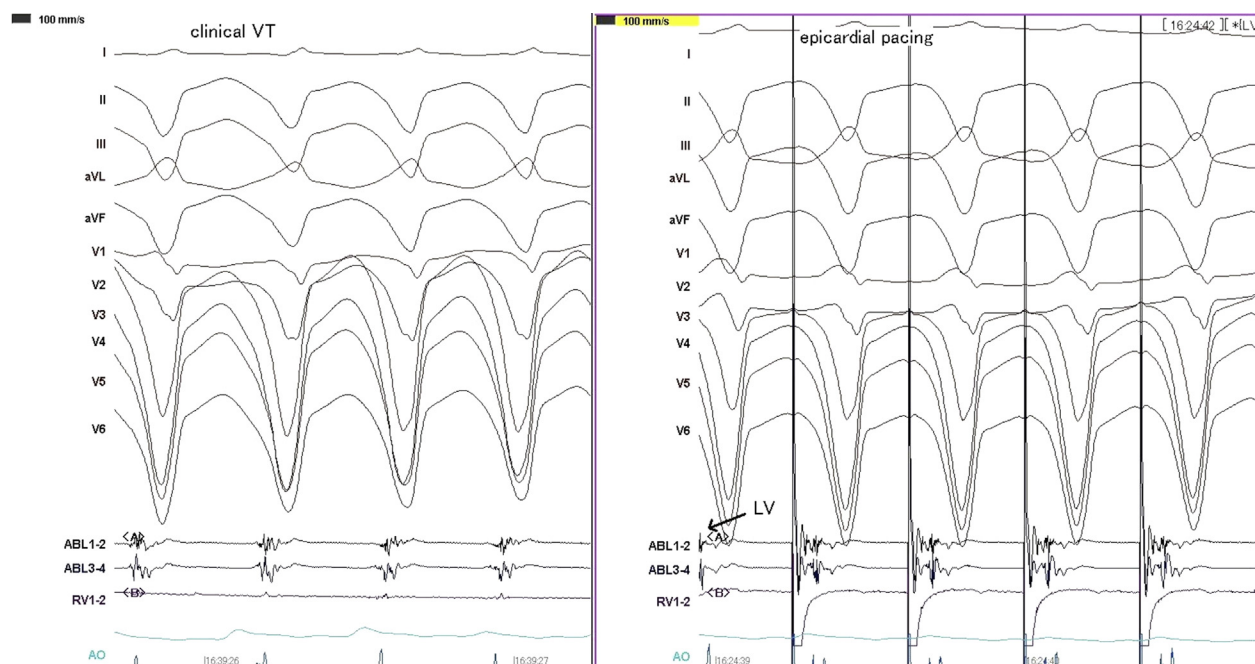 100 mm/s
clinical VT
I
II
III
aVL
aVF
V1
V2
V3
V4
V5
V6
ABL1-2
<A>
ABL3-4
RV1-2
<B>
AO
16:39:26
16:39:27
100 mm/s
[ 16:24:42 ][ *{LV
epicardial pacing
I
II
III
aVL
aVF
V1
V2
V3
V4
V5
V6
LV
ABL1-2
<A>
ABL3-4
RV1-2
<B>
AO
16:24:39